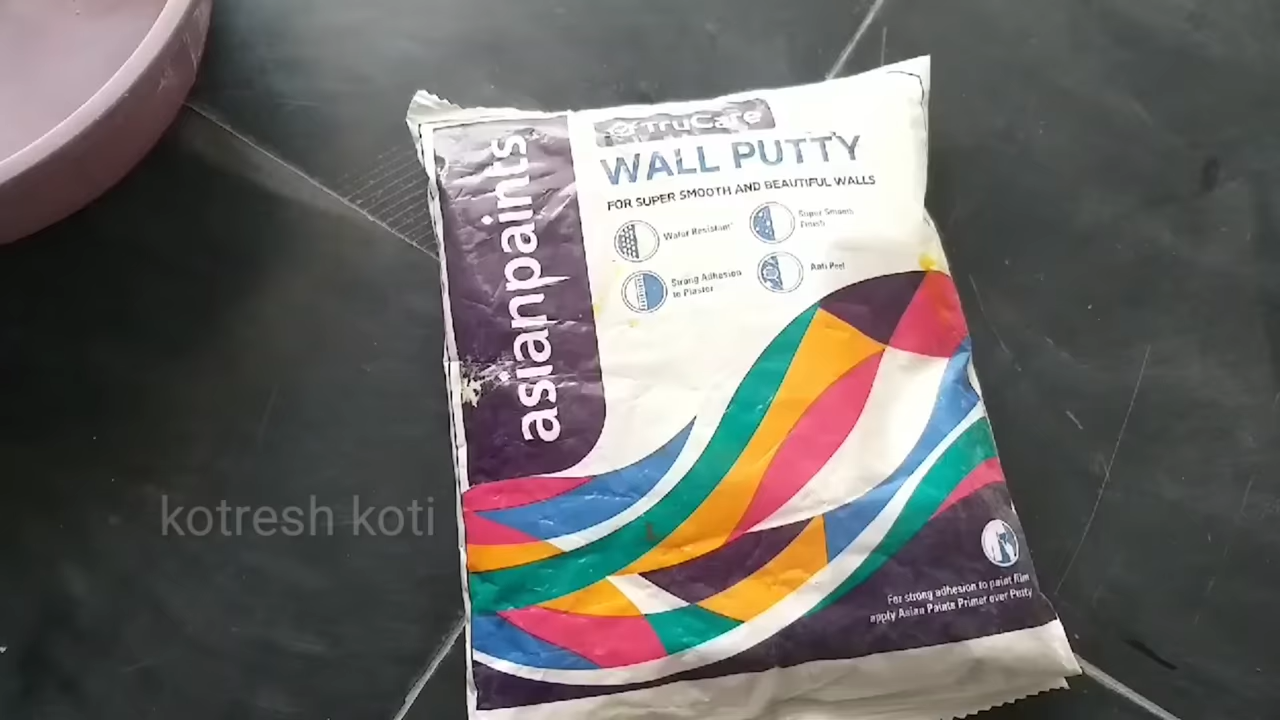 asianpaints
TruCare
WALL PUTTY
FOR SUPER SMOOTH AND BEAUTIFUL WALLS
Water Resistant*
Super Smooth
Finish
Strong Adhesion
to Plaster
Anti Peel
kotresh koti
For strong adhesion to paint film
apply Asian Paints Primer over Putty